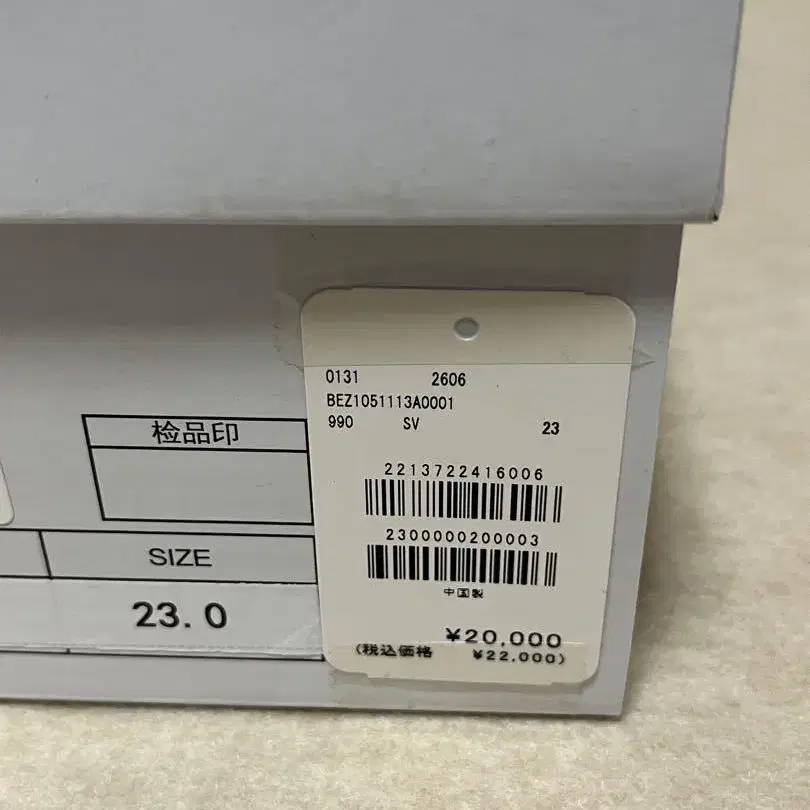 0131 2606
BEZ1051113A0001
990 SV 23
2213722416006
2300000200003
中国製
¥20,000
(税込価格 ¥22,000)
检品印
SIZE
23.0